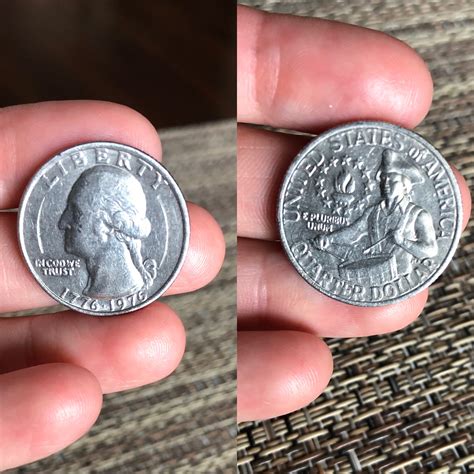 LIBERTY
IN GOD WE
TRUST
1776-1976
UNITED STATES OF AMERICA
E PLURIBUS
UNUM
QUARTER DOLLAR